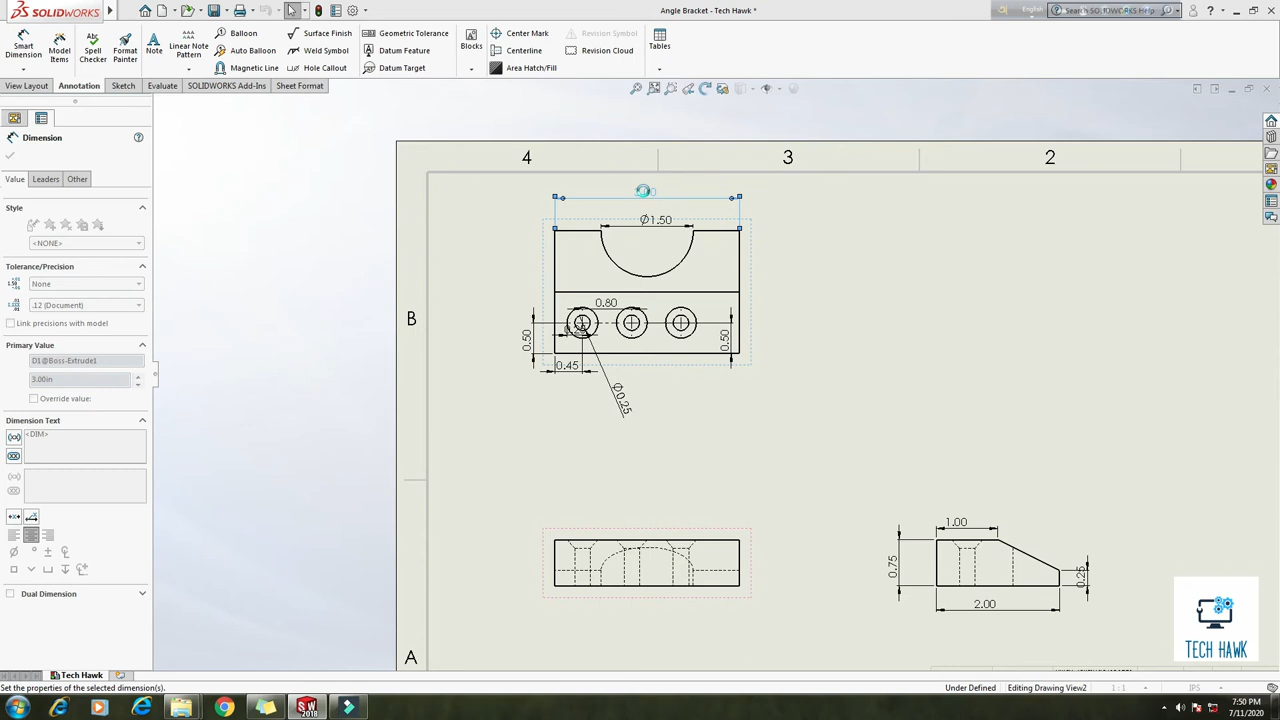 SOLIDWORKS
Angle Bracket - Tech Hawk *
English
Search SOLIDWORKS Help
Smart Dimension
Model Items
Spell Checker
Format Painter
Note
Linear Note Pattern
Balloon
Auto Balloon
Magnetic Line
Surface Finish
Weld Symbol
Hole Callout
Geometric Tolerance
Datum Feature
Datum Target
Blocks
Center Mark
Centerline
Area Hatch/Fill
Revision Symbol
Revision Cloud
Tables
View Layout
Annotation
Sketch
Evaluate
SOLIDWORKS Add-Ins
Sheet Format
Dimension
Value
Leaders
Other
Style
<NONE>
Tolerance/Precision
None
.12 (Document)
Link precisions with model
Primary Value
D1@Boss-Extrude1
3.00in
Override value:
Dimension Text
<DIM>
Dual Dimension
4
3
2
B
A
Ø1.50
0.80
0.50
0.50
0.45
Ø0.25
1.00
0.75
0.25
2.00
TECH HAWK
Tech Hawk
Set the properties of the selected dimension(s).
Under Defined
Editing Drawing View2
1 : 1
IPS
SW
2018
7:50 PM
7/11/2020